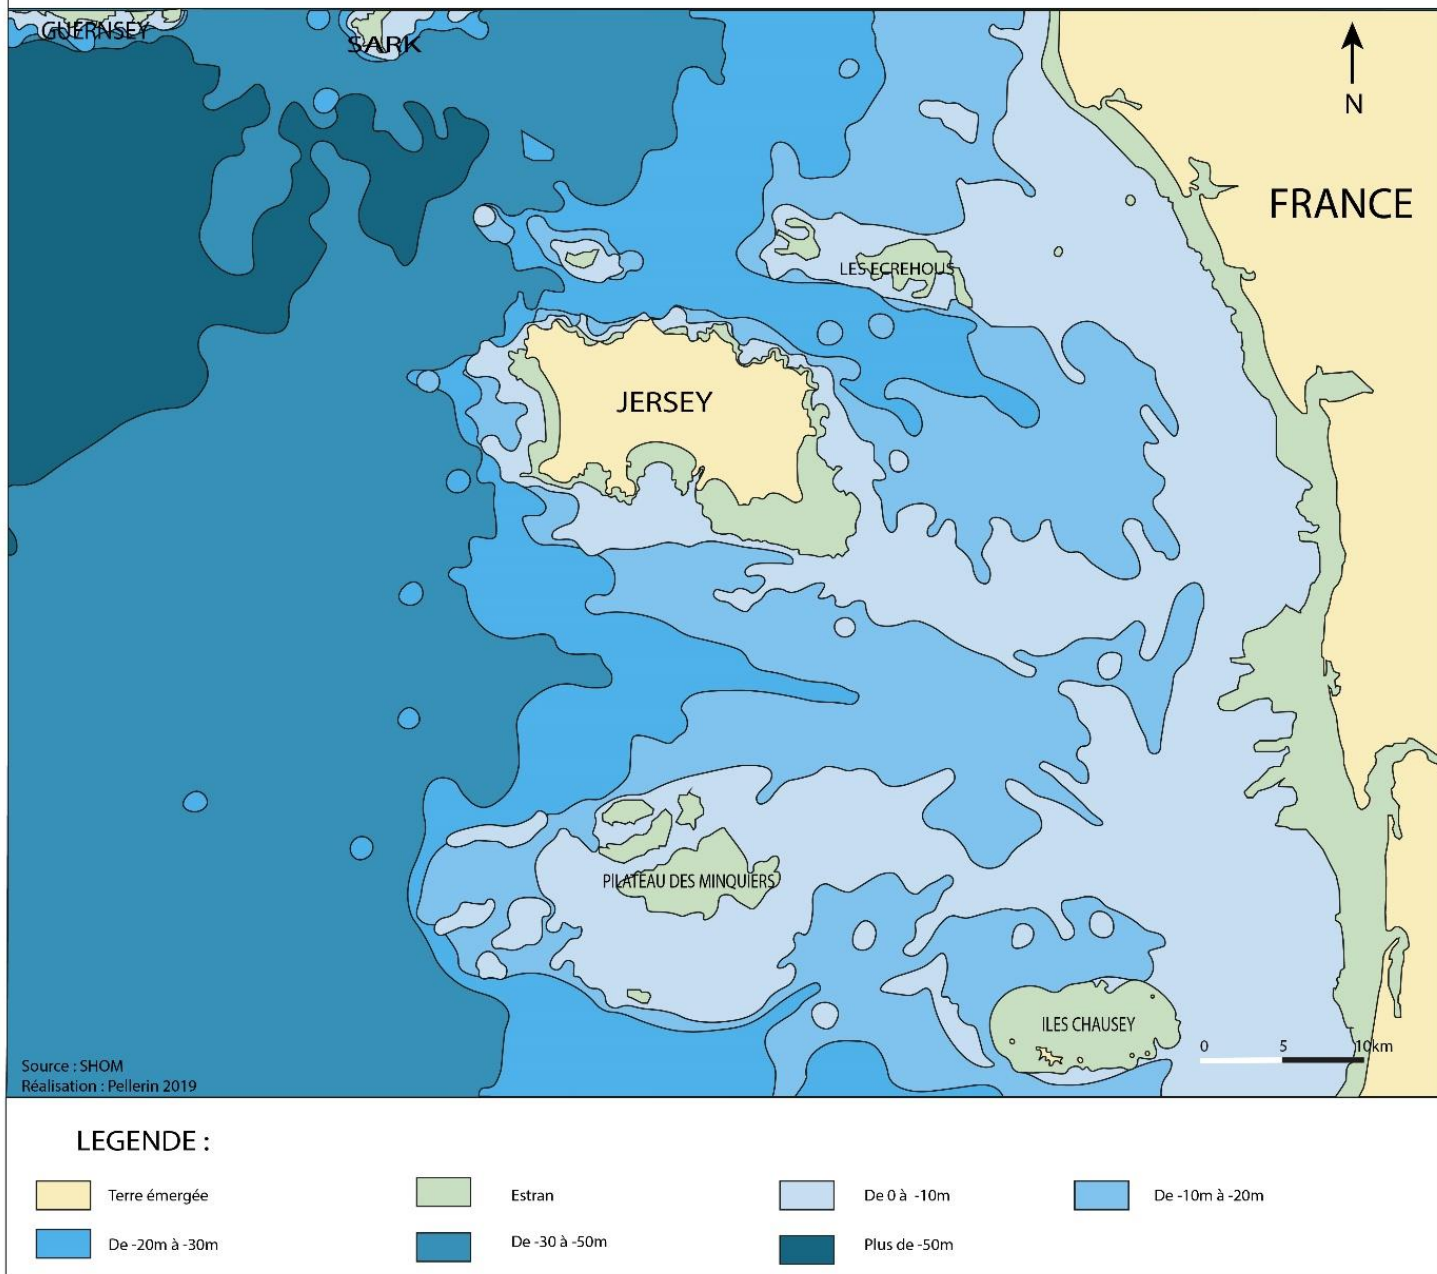 GUERNSEY
SARK
N
FRANCE
LES ECREHOUS
JERSEY
PILATEAU DES MINQUIERS
ILES CHAUSEY
0 5 10km
Source : SHOM
Réalisation : Pellerin 2019
LEGENDE :
Terre émergée
Estran
De 0 à -10m
De -10m à -20m
De -20m à -30m
De -30 à -50m
Plus de -50m